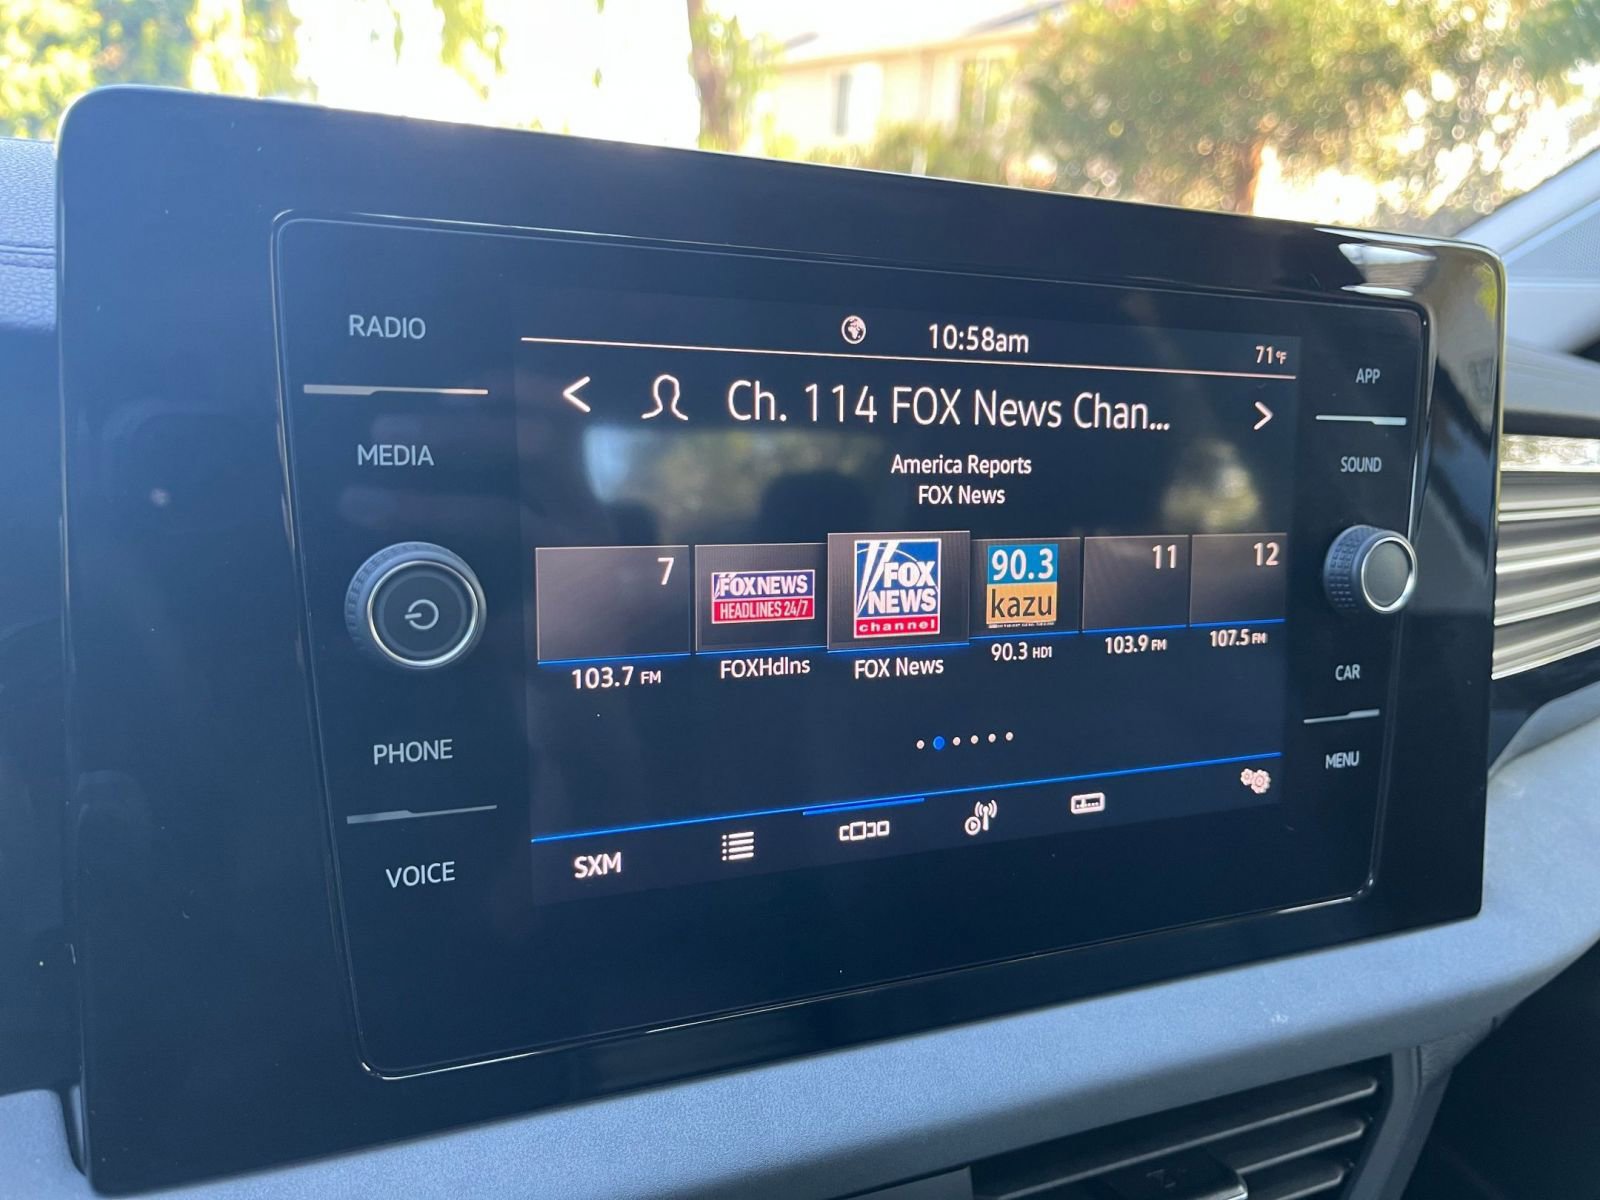 RADIO
MEDIA
PHONE
VOICE
10:58am
71°F
< Ch. 114 FOX News Chan... >
America Reports
FOX News
7
103.7 FM
FOX NEWS
HEADLINES 24/7
FOXHdlns
FOX
NEWS
channel
FOX News
90.3
kazu
90.3 HD1
11
103.9 FM
12
107.5 FM
SXM
APP
SOUND
CAR
MENU